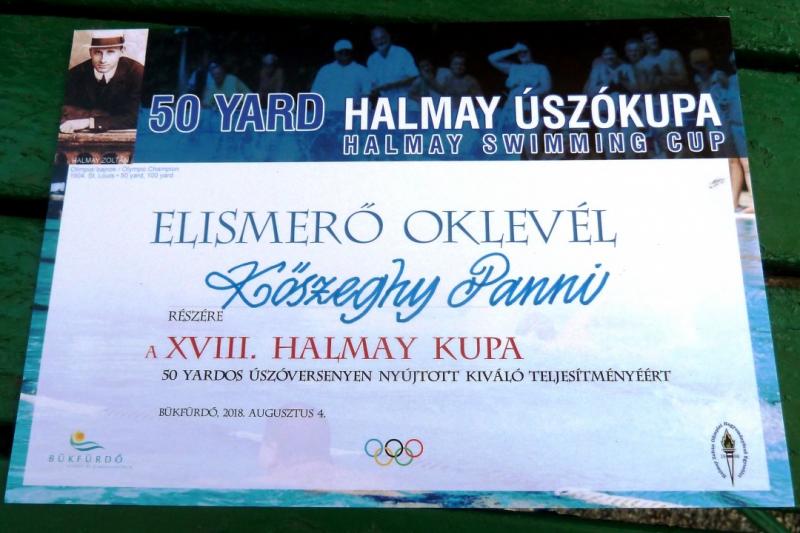 50 YARD HALMAY ÚSZÓKUPA
HALMAY SWIMMING CUP
HALMAY ZOLTÁN
Olimpiai bajnok / Olympic Champion
1904. St. Louis • 50 yard, 100 yard
ELISMERŐ OKLEVÉL
Kőszeghy Panni
RÉSZÉRE
A XVIII. HALMAY KUPA
50 YARDOS ÚSZÓVERSENYEN NYÚJTOTT KIVÁLÓ TELJESÍTMÉNYÉÉRT
BÜKFÜRDŐ, 2018. AUGUSZTUS 4.
BÜKFÜRDŐ